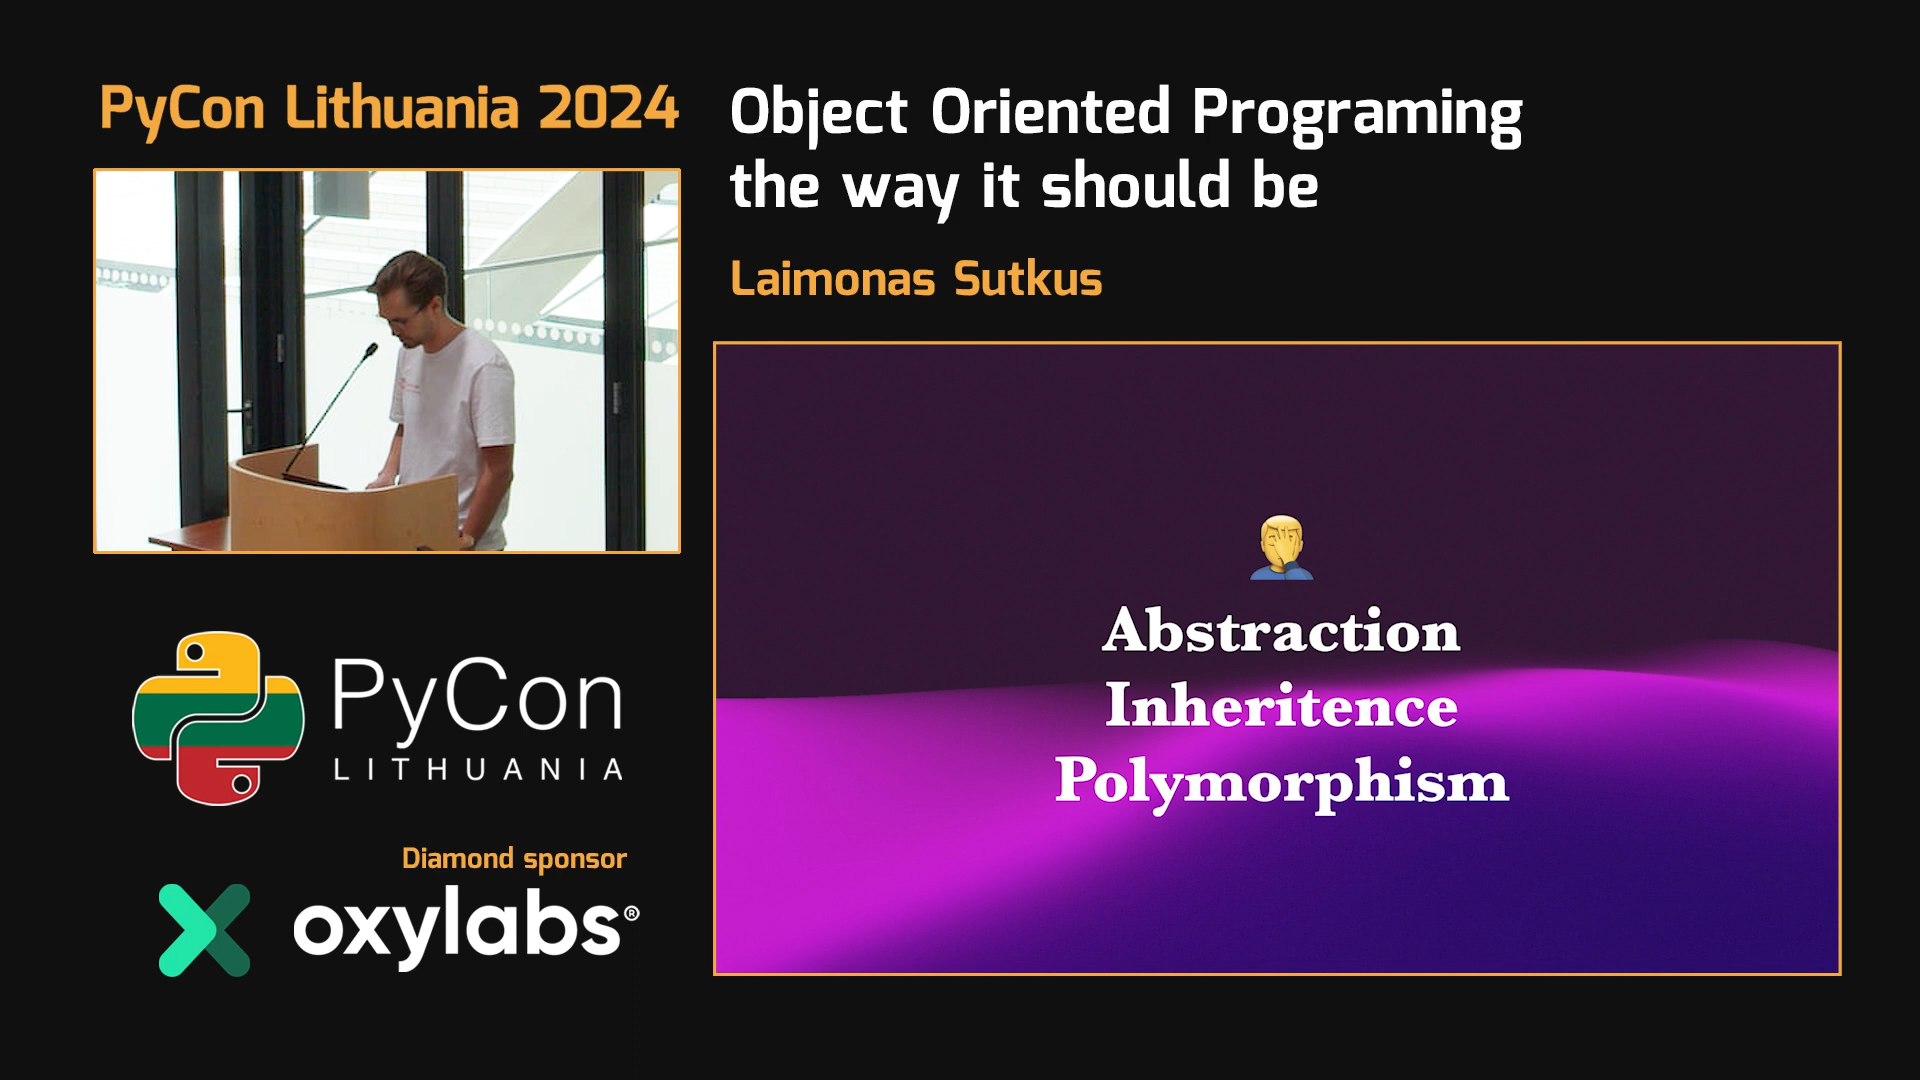 PyCon Lithuania 2024
Object Oriented Programing
the way it should be
Laimonas Sutkus
Abstraction
Inheritence
Polymorphism
PyCon
LITHUANIA
Diamond sponsor
oxylabs®